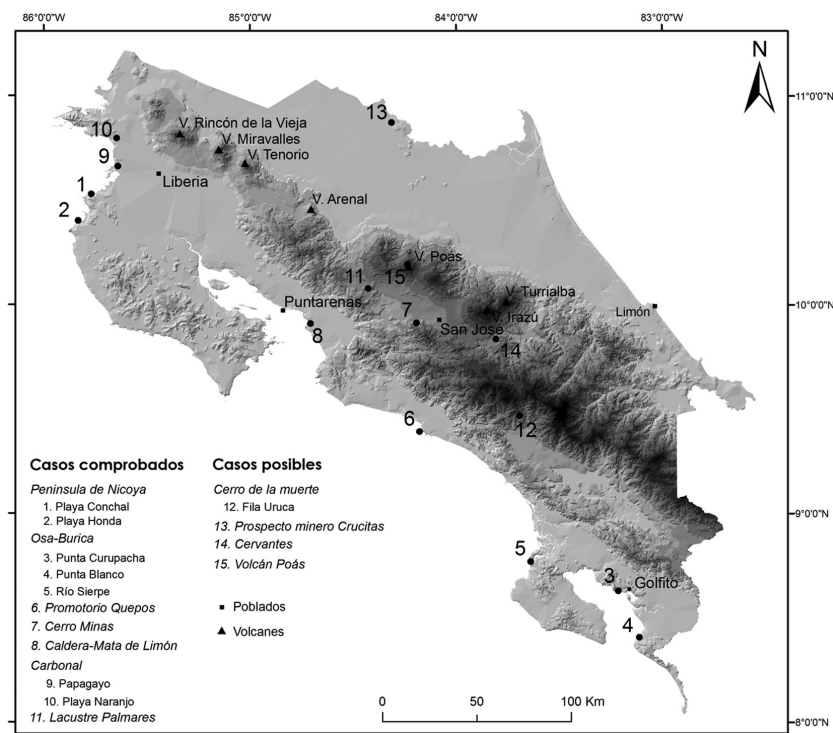 86°0'0"W
85°0'0"W
84°0'0"W
83°0'0"W
N
11°0'0"N
13
10
V. Rincón de la Vieja
V. Miravalles
9
V. Tenorio
1
Liberia
2
V. Arenal
V. Poás
11
15
V. Turrialba
10°0'0"N
Puntarenas
7
V. Irazú
Limón
8
San José
14
6
12
Casos comprobados
Peninsula de Nicoya
1. Playa Conchal
2. Playa Honda
Osa-Burica
3. Punta Curupacha
4. Punta Blanco
5. Río Sierpe
6. Promotorio Quepos
7. Cerro Minas
8. Caldera-Mata de Limón
Carbonal
9. Papagayo
10. Playa Naranjo
11. Lacustre Palmares
Casos posibles
Cerro de la muerte
12. Fila Uruca
13. Prospecto minero Crucitas
14. Cervantes
15. Volcán Poás
Poblados
Volcanes
9°0'0"N
5
3
Golfito
4
0
50
100 Km
8°0'0"N